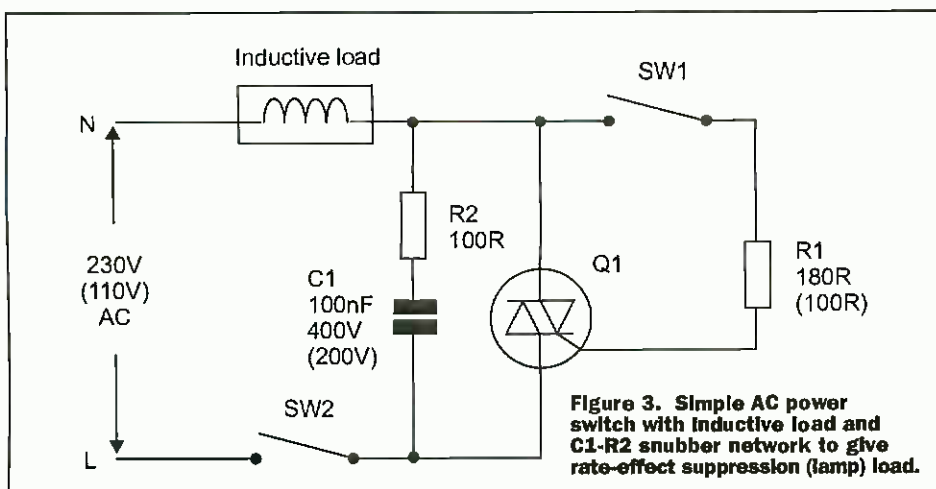 Inductive load
SW1
N
R2
100R
230V
(110V)
AC
C1
100nF
400V
(200V)
Q1
R1
180R
(100R)
SW2
L
Figure 3. Simple AC power
switch with inductive load and
C1-R2 snubber network to give
rate-effect suppression (lamp) load.